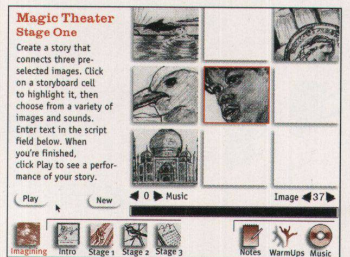 Magic Theater
Stage One
Create a story that
connects three pre-
selected images. Click
on a storyboard cell
to highlight it, then
choose from a variety of
images and sounds.
Enter text in the script
field below. When
you're finished,
click Play to see a perfor-
mance of your story.
Play
New
0 Music
Image 37
Imagining
Intro
Stage 1
Stage 2
Stage 3
Notes
WarmUps
Music